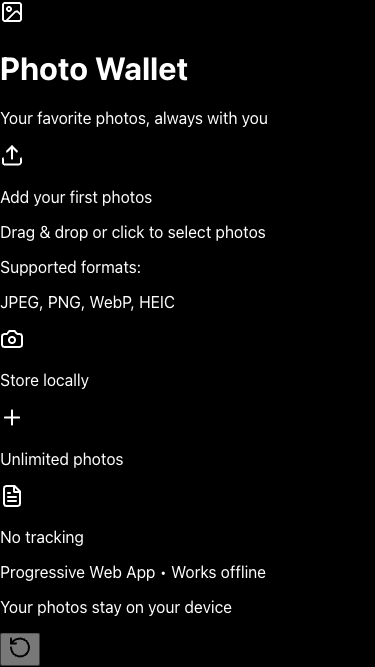 Photo Wallet
Your favorite photos, always with you
Add your first photos
Drag & drop or click to select photos
Supported formats:
JPEG, PNG, WebP, HEIC
Store locally
Unlimited photos
No tracking
Progressive Web App • Works offline
Your photos stay on your device